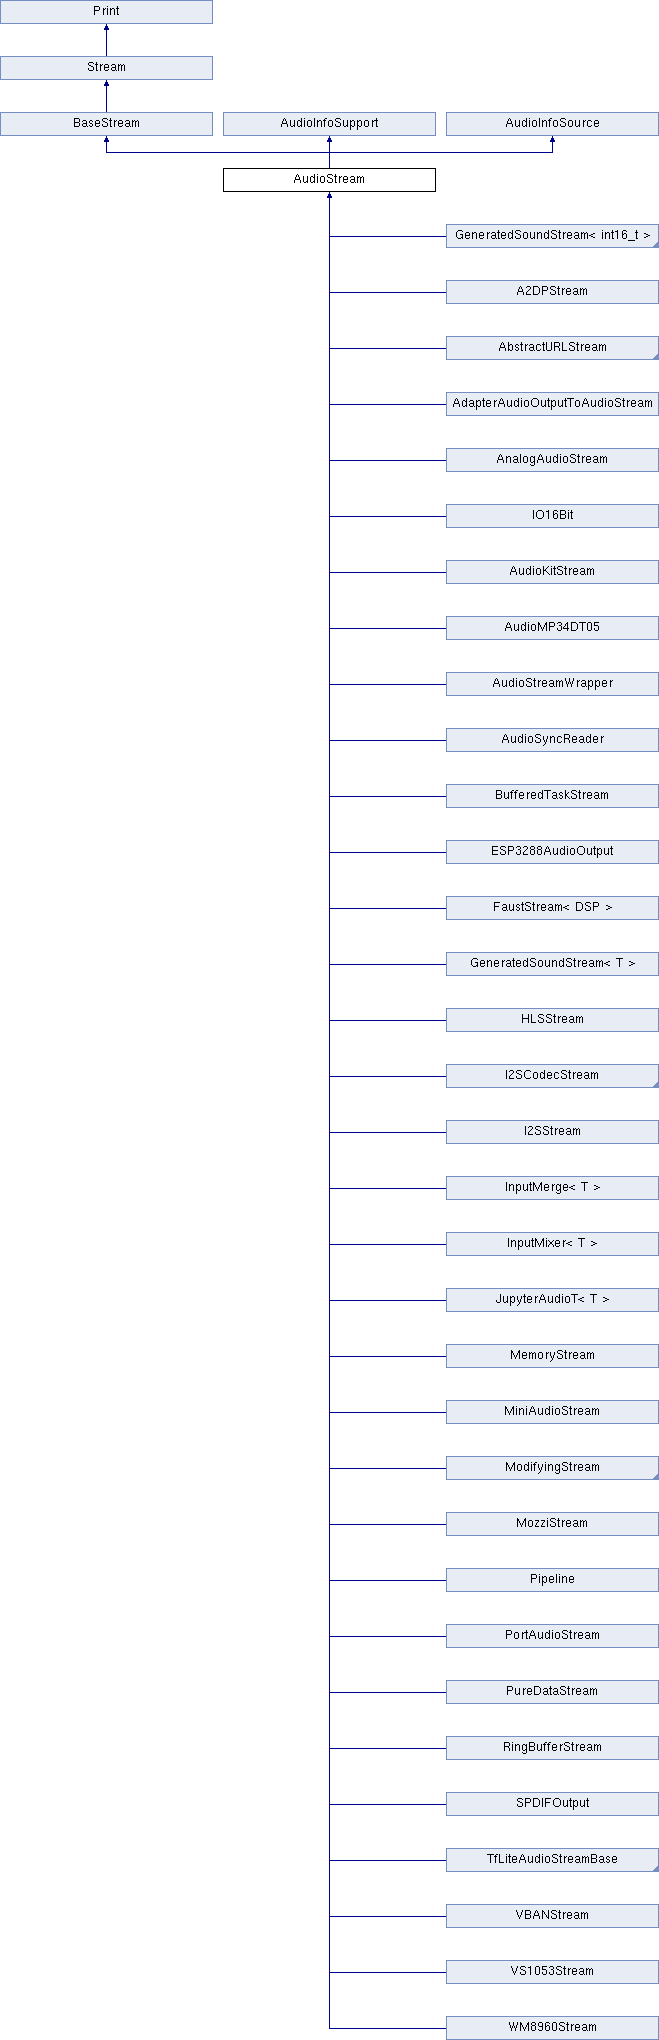 Print
Stream
BaseStream
AudioInfoSupport
AudioInfoSource
AudioStream
GeneratedSoundStream< int16_t >
A2DPStream
AbstractURLStream
AdapterAudioOutputToAudioStream
AnalogAudioStream
IO16Bit
AudioKitStream
AudioMP34DT05
AudioStreamWrapper
AudioSyncReader
BufferedTaskStream
ESP3288AudioOutput
FaustStream< DSP >
GeneratedSoundStream< T >
HLSStream
I2SCodecStream
I2SStream
InputMerge< T >
InputMixer< T >
JupyterAudioT< T >
MemoryStream
MiniAudioStream
ModifyingStream
MozziStream
Pipeline
PortAudioStream
PureDataStream
RingBufferStream
SPDIFOutput
TfLiteAudioStreamBase
VBANStream
VS1053Stream
WM8960Stream